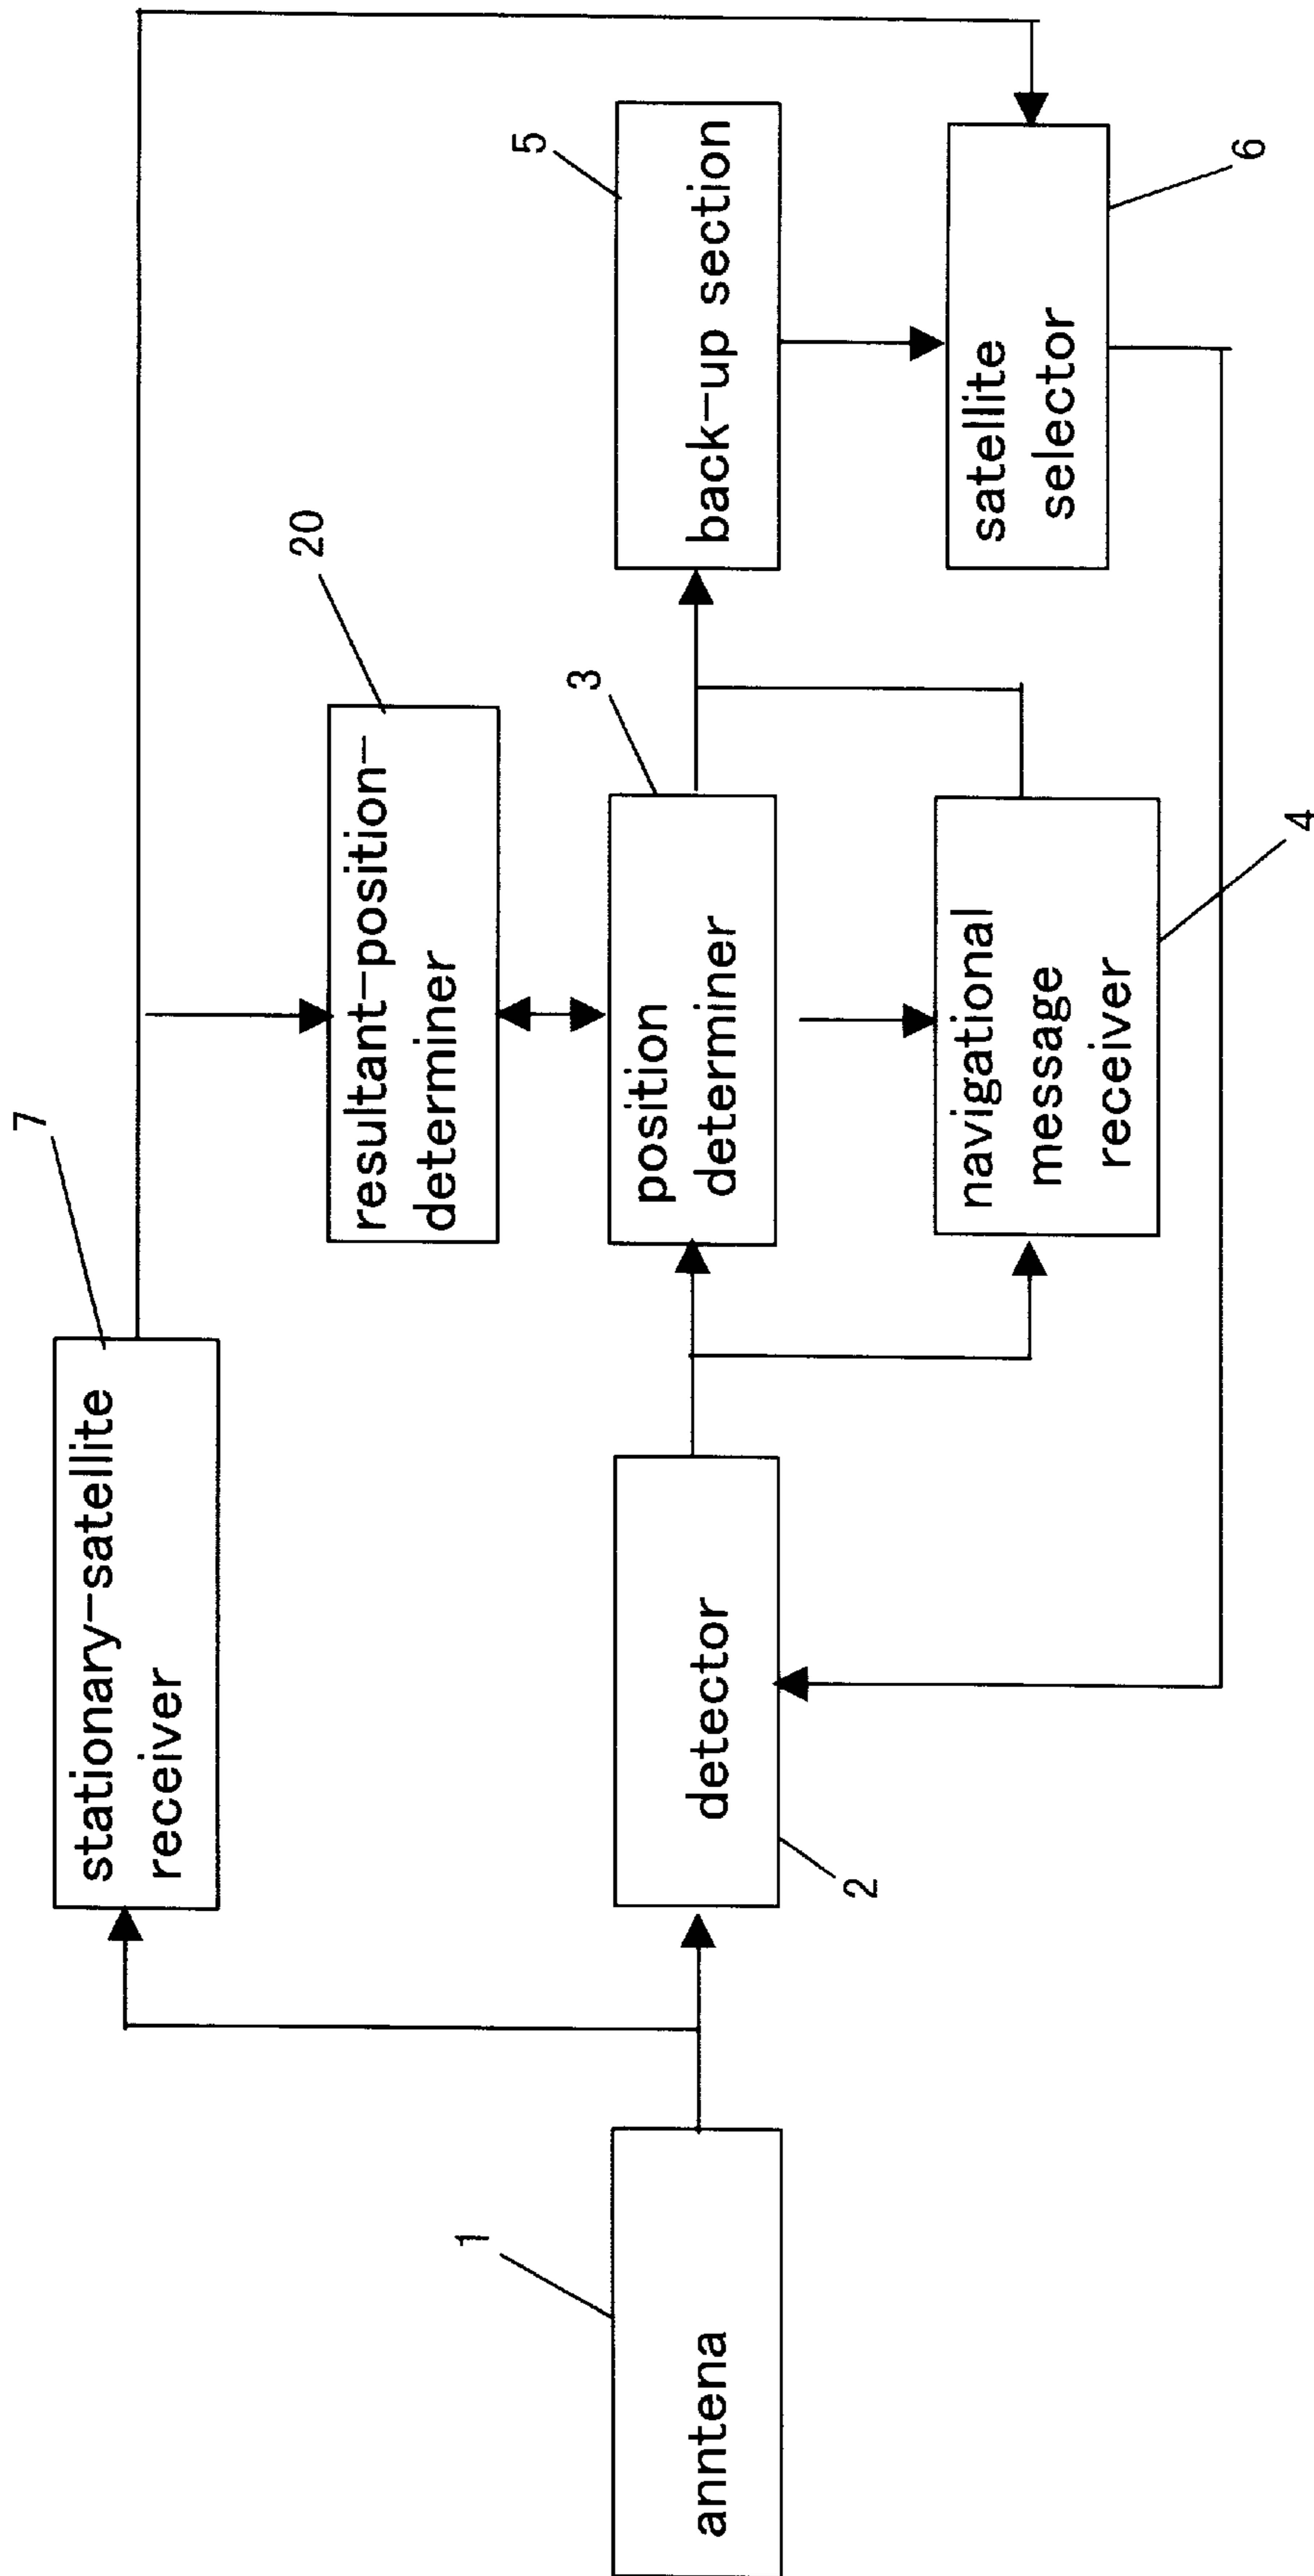 7
stationary-satellite
receiver
20
resultant-position-
determiner
1
anntena
2
detector
3
position
determiner
5
back-up section
4
navigational
message
receiver
6
satellite
selector